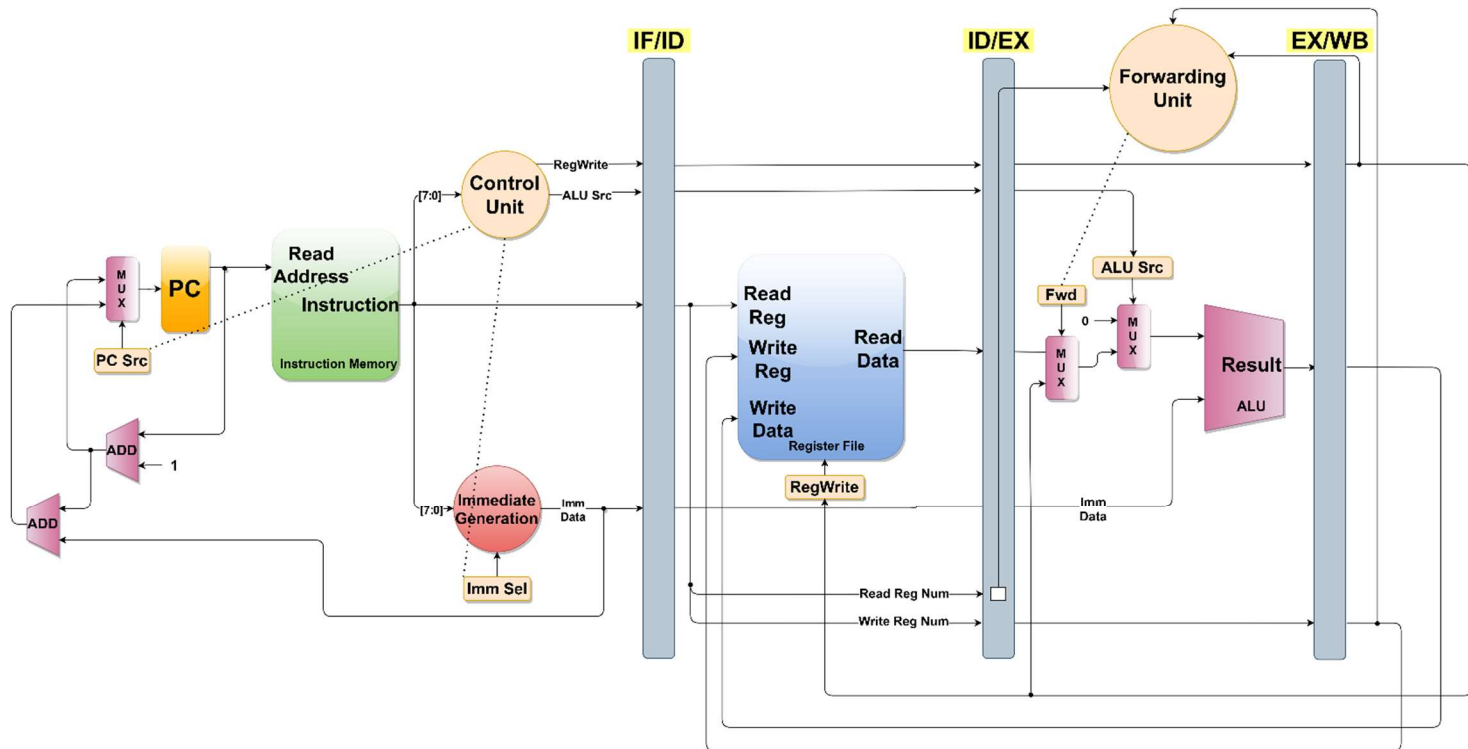 IF/ID
ID/EX
EX/WB
Forwarding
Unit
RegWrite
ALU Src
[7:0]
Control
Unit
Read
Address
Instruction
Instruction Memory
M
U
X
PC
PC Src
ADD
1
ADD
[7:0]
Immediate
Generation
Imm
Data
Imm Sel
Read
Reg
Write
Reg
Write
Data
Read
Data
Register File
RegWrite
Read Reg Num
Write Reg Num
ALU Src
Fwd
0
M
U
X
M
U
X
Result
ALU
Imm
Data